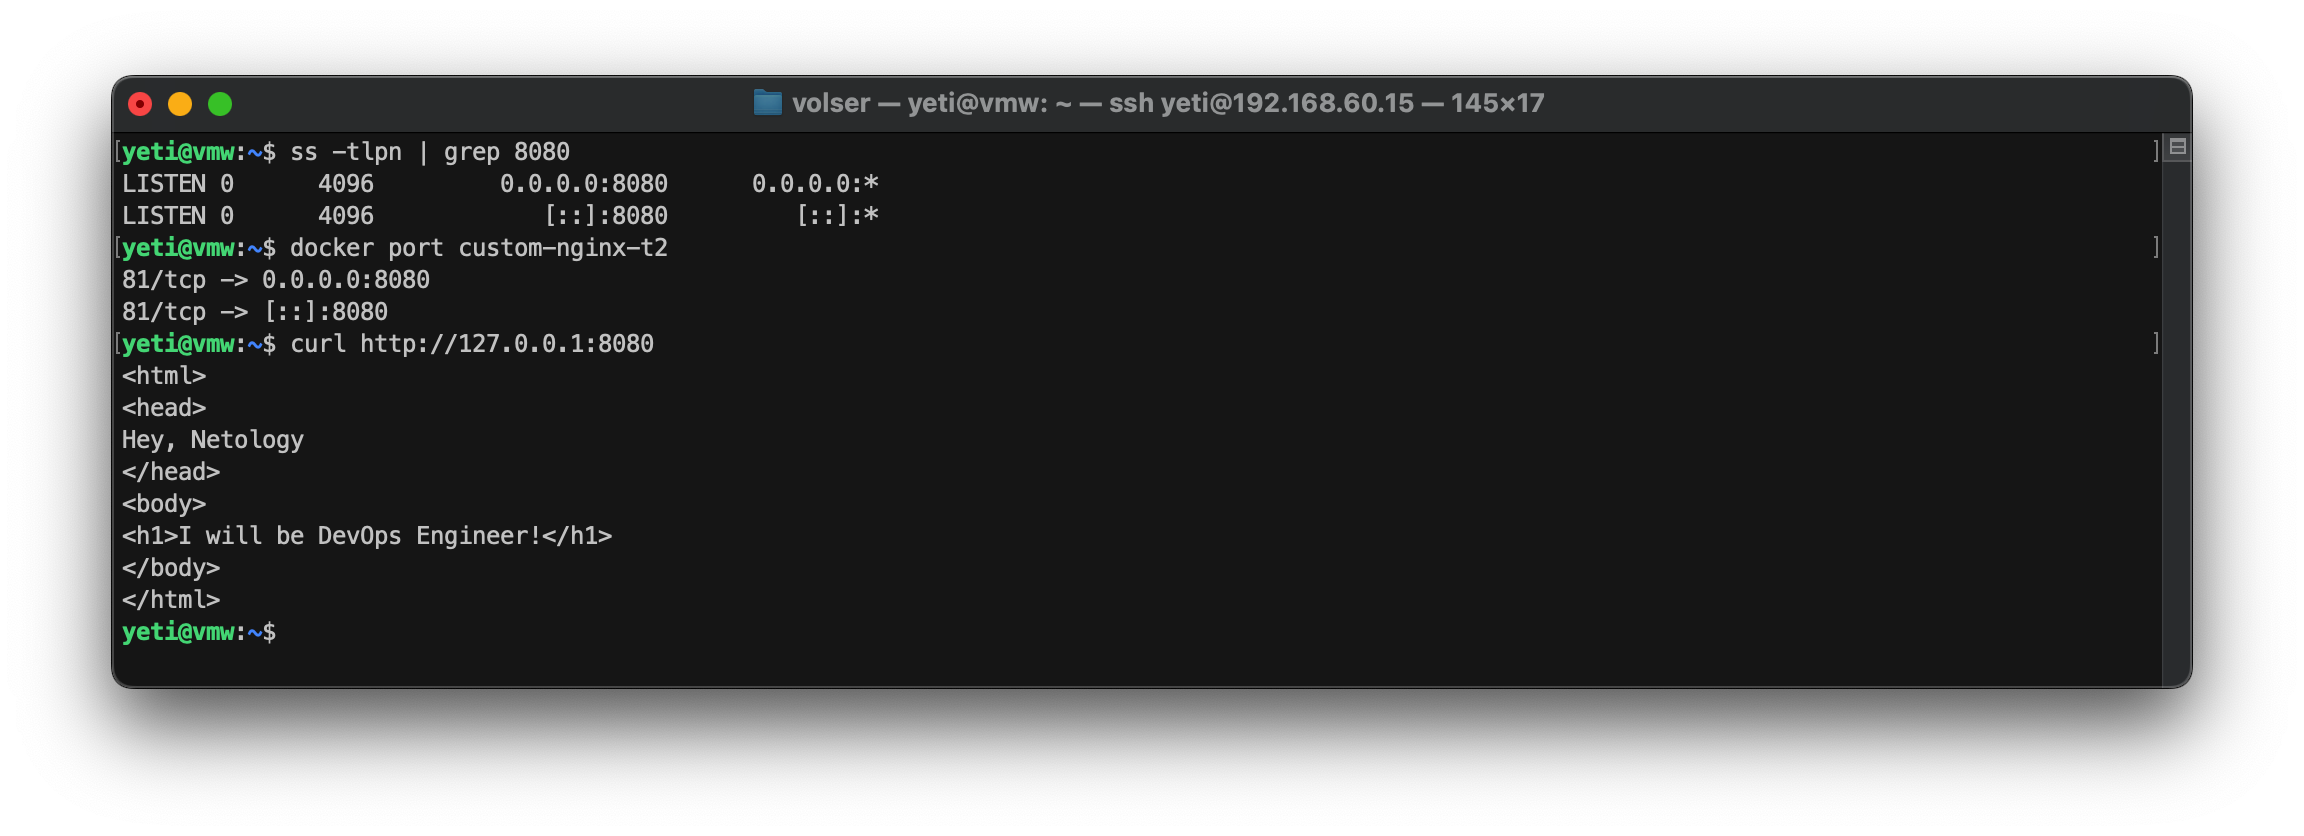 volser — yeti@vmw: ~ — ssh yeti@192.168.60.15 — 145×17
[yeti@vmw:~$ ss -tlpn | grep 8080 ]
LISTEN 0      4096         0.0.0.0:8080      0.0.0.0:*
LISTEN 0      4096            [::]:8080         [::]:*
[yeti@vmw:~$ docker port custom-nginx-t2 ]
81/tcp -> 0.0.0.0:8080
81/tcp -> [::]:8080
[yeti@vmw:~$ curl http://127.0.0.1:8080 ]
<html>
<head>
Hey, Netology
</head>
<body>
<h1>I will be DevOps Engineer!</h1>
</body>
</html>
yeti@vmw:~$